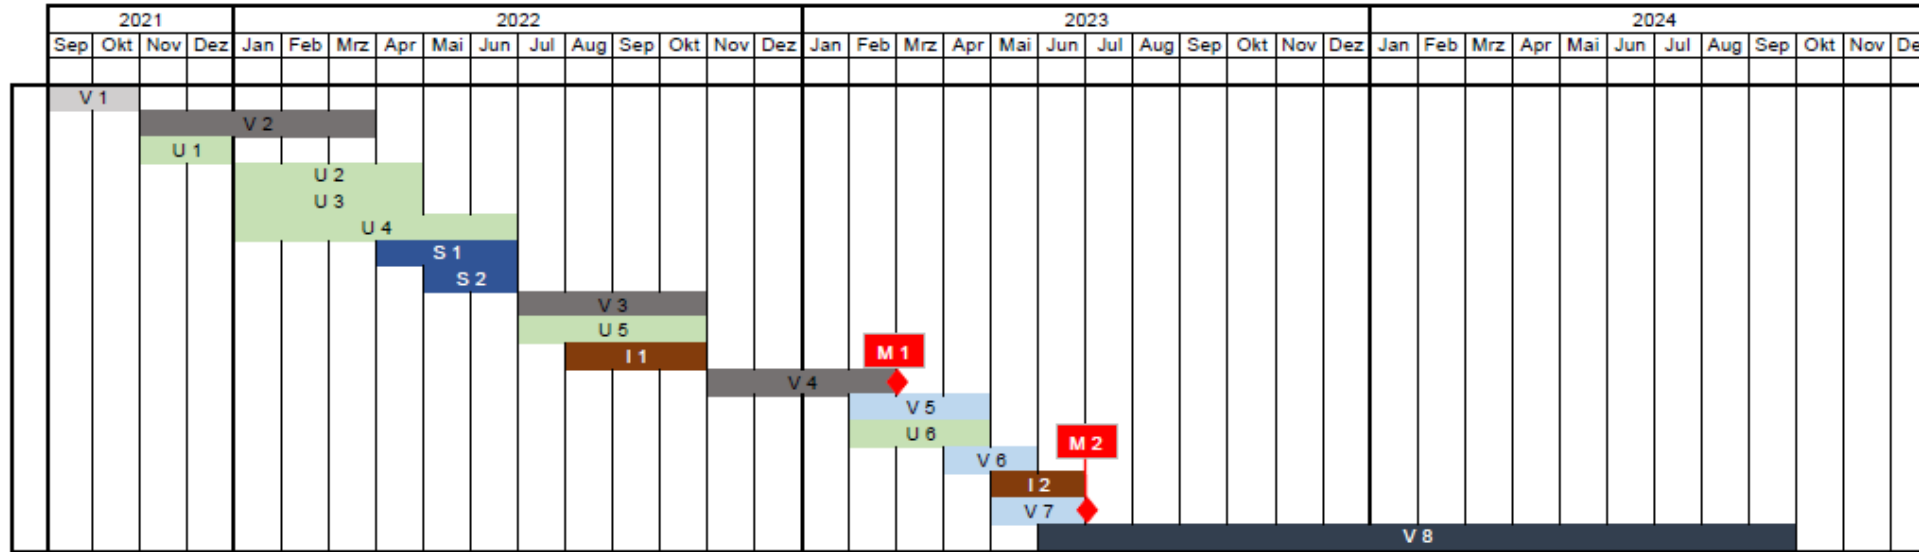 2021 2022 2023 2024
Sep Okt Nov Dez Jan Feb Mrz Apr Mai Jun Jul Aug Sep Okt Nov Dez Jan Feb Mrz Apr Mai Jun Jul Aug Sep Okt Nov Dez Jan Feb Mrz Apr Mai Jun Jul Aug Sep Okt Nov De
V 1
V 2
U 1
U 2
U 3
U 4
S 1
S 2
V 3
U 5
I 1
M 1
V 4
V 5
U 6
M 2
V 6
I 2
V 7
V 8